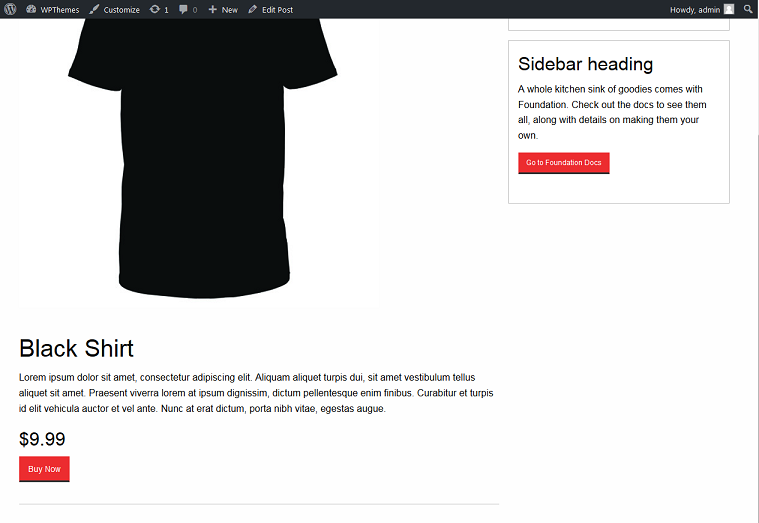 WPThemes Customize 1 0 New Edit Post Howdy, admin
Sidebar heading
A whole kitchen sink of goodies comes with
Foundation. Check out the docs to see them
all, along with details on making them your
own.
Go to Foundation Docs
Black Shirt
Lorem ipsum dolor sit amet, consectetur adipiscing elit. Aliquam aliquet turpis dui, sit amet vestibulum tellus
aliquet sit amet. Praesent viverra lorem at ipsum dignissim, dictum pellentesque enim finibus. Curabitur et turpis
id elit vehicula auctor et vel ante. Nunc at erat dictum, porta nibh vitae, egestas augue.
$9.99
Buy Now